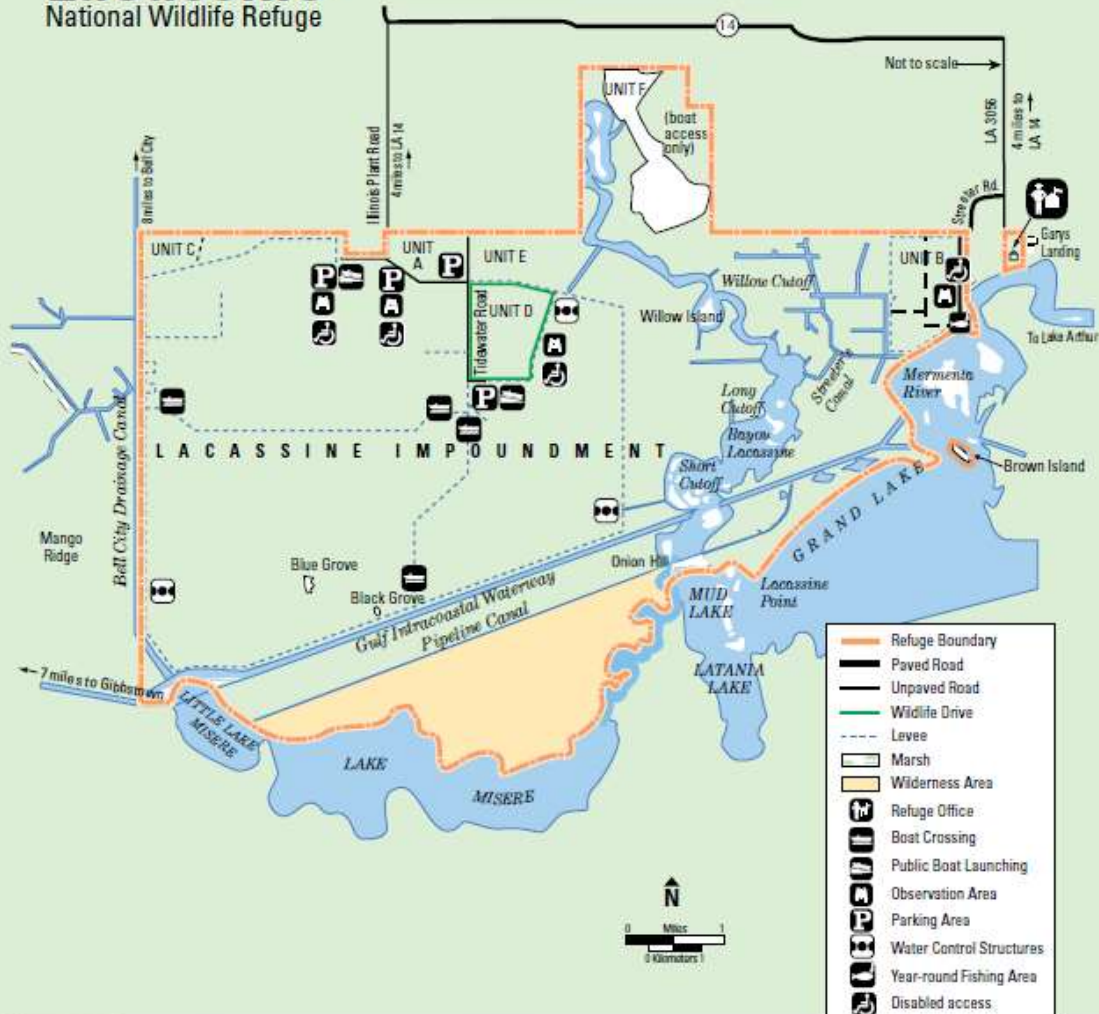 National Wildlife Refuge
14
Not to scale
8 miles to Bell City
Illinois Plant Road
4 miles to LA 14
LA 3056
4 miles to
LA 14
UNIT F
(boat
access
only)
Streeter Rd.
Garys
Landing
UNIT C
UNIT
A
UNIT E
UNIT B
UNIT D
Tidewater Road
Willow Cutoff
Willow Island
To Lake Arthur
Streeter's
Canal
Mermenta
River
Long
Cutoff
Bayou
Lacassine
LACASSINE IMPOUNDMENT
Short
Cutoff
Brown Island
GRAND LAKE
Bell City Drainage Canal
Mango
Ridge
Blue Grove
Black Grove
Onion Hill
MUD
LAKE
Lacassine
Point
Gulf Intracoastal Waterway
Pipeline Canal
7 miles to Gibbstown
LITTLE LAKE
MISERE
LATANIA
LAKE
LAKE
MISERE
N
0 Miles 1
0 Kilometers 1
Refuge Boundary
Paved Road
Unpaved Road
Wildlife Drive
Levee
Marsh
Wilderness Area
Refuge Office
Boat Crossing
Public Boat Launching
Observation Area
P Parking Area
Water Control Structures
Year-round Fishing Area
Disabled access
P
P
P
P